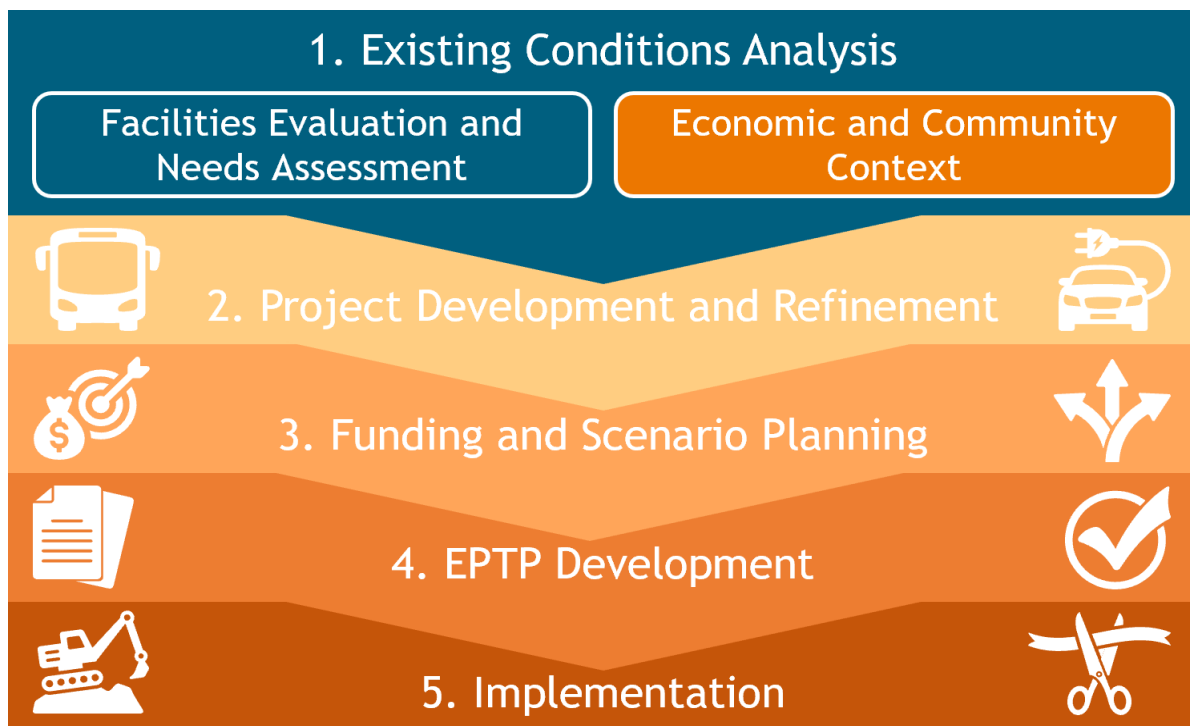 1. Existing Conditions Analysis
Facilities Evaluation and
Needs Assessment
Economic and Community
Context
2. Project Development and Refinement
$
3. Funding and Scenario Planning
4. EPTP Development
5. Implementation